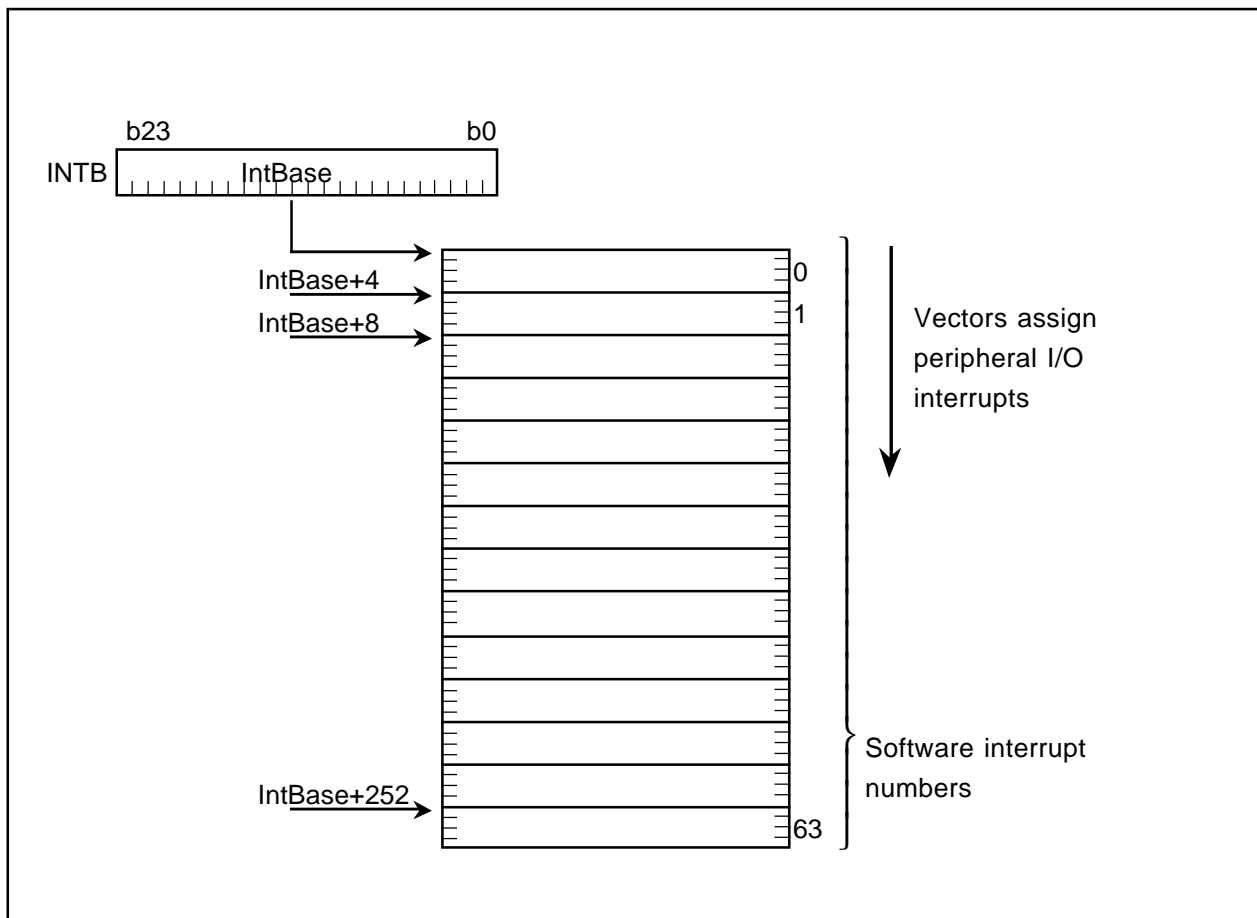 b23 b0
INTB IntBase
0
IntBase+4
1
IntBase+8
Vectors assign
peripheral I/O
interrupts
Software interrupt
numbers
IntBase+252
63